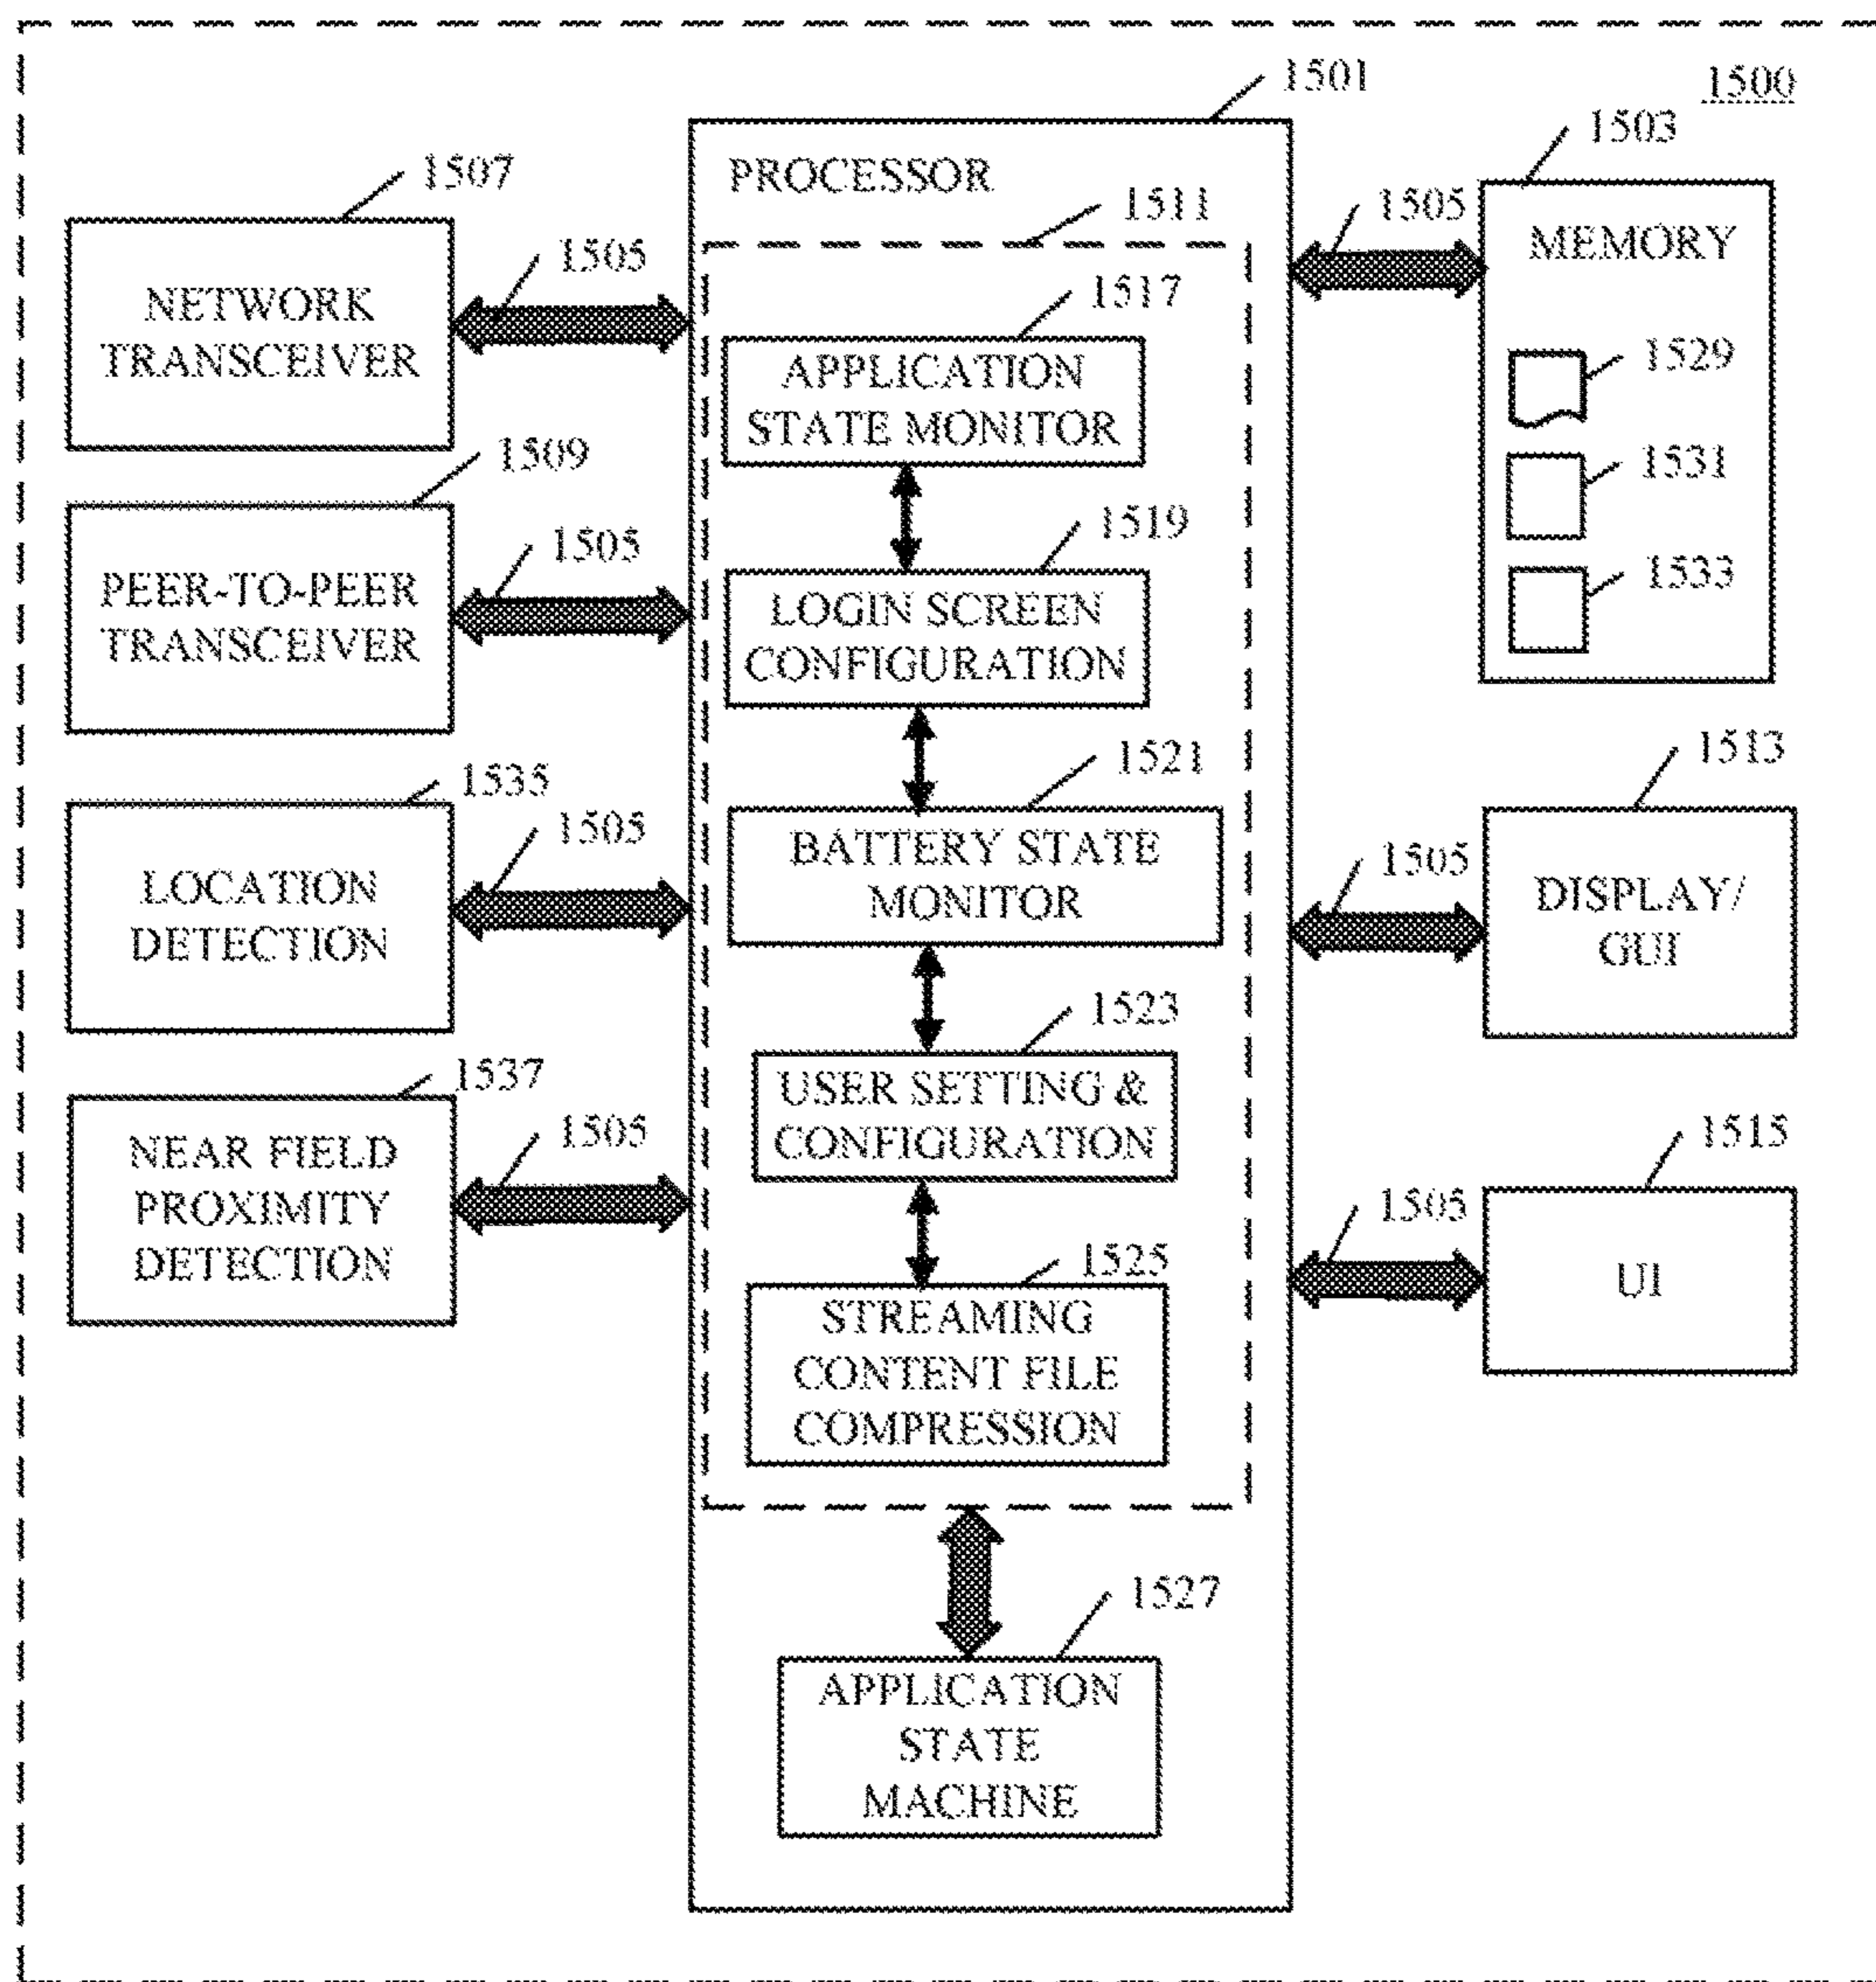 1500
1501
PROCESSOR
1503
MEMORY
1529
1531
1533
1505
1507
NETWORK
TRANSCEIVER
1505
1509
PEER-TO-PEER
TRANSCEIVER
1505
1535
LOCATION
DETECTION
1505
1537
NEAR FIELD
PROXIMITY
DETECTION
1505
1511
1517
APPLICATION
STATE MONITOR
1519
LOGIN SCREEN
CONFIGURATION
1521
BATTERY STATE
MONITOR
1523
USER SETTING &
CONFIGURATION
1525
STREAMING
CONTENT FILE
COMPRESSION
1527
APPLICATION
STATE
MACHINE
1513
1505
DISPLAY/
GUI
1515
1505
UI